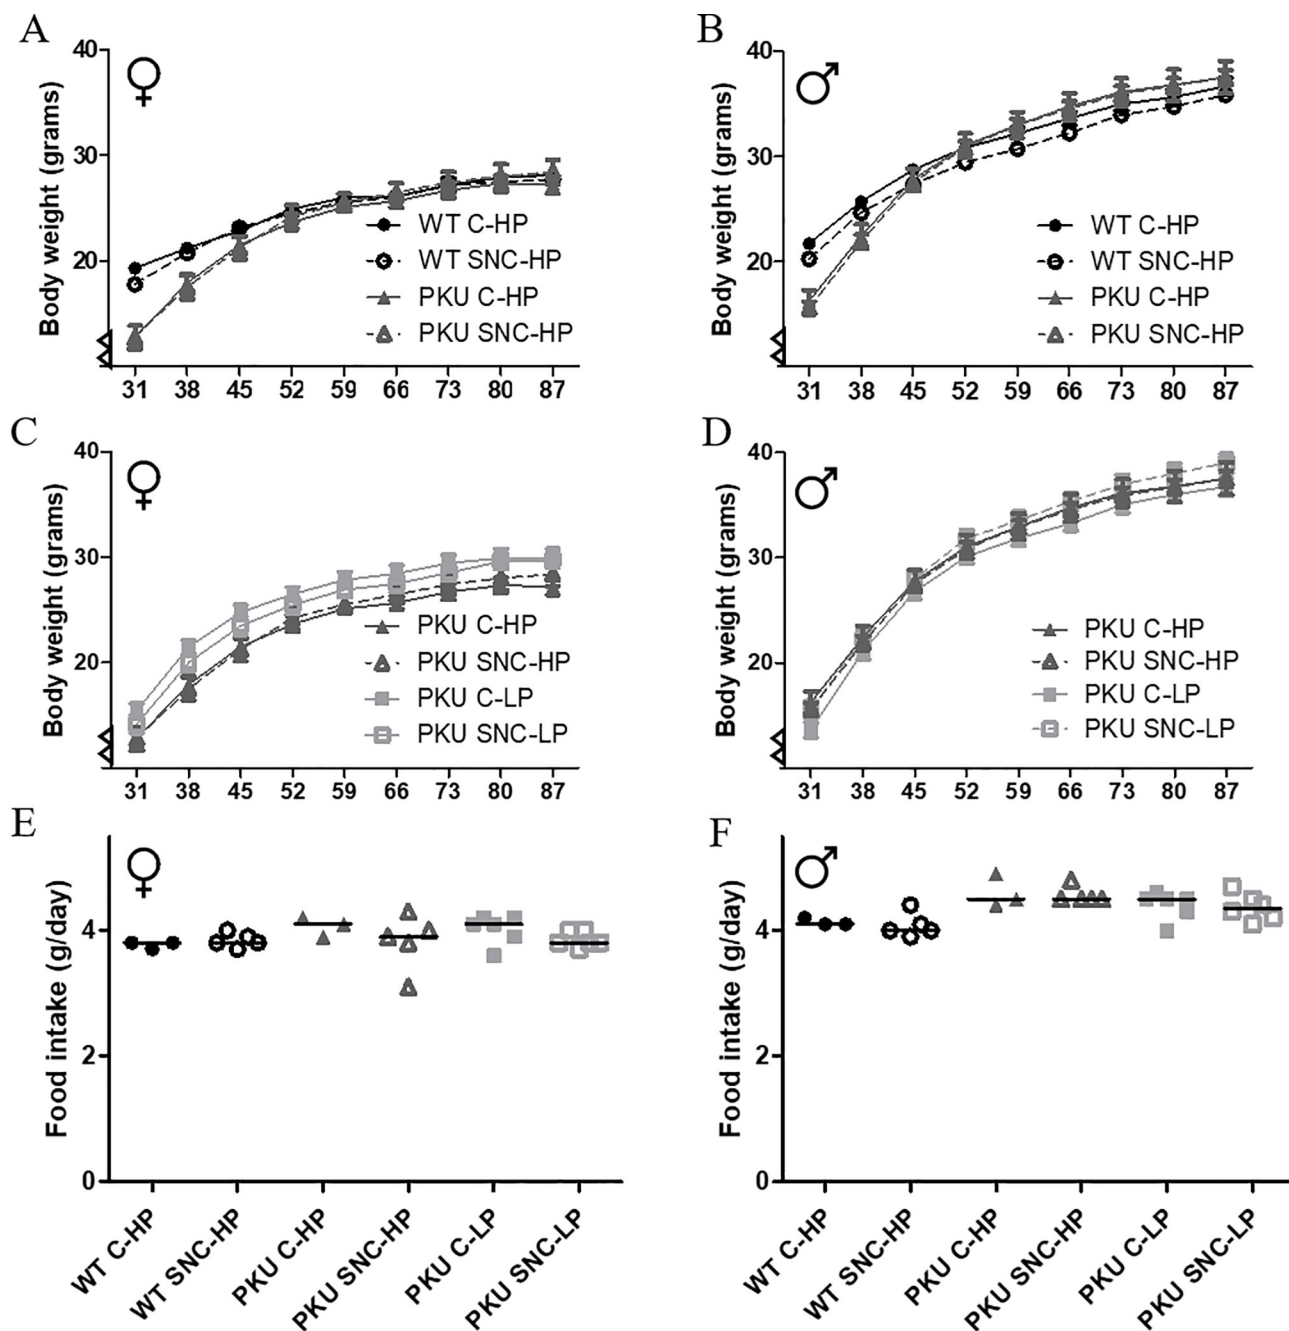 A
40
30
20
Body weight (grams)
WT C-HP
WT SNC-HP
PKU C-HP
PKU SNC-HP
31 38 45 52 59 66 73 80 87
B
40
30
20
Body weight (grams)
WT C-HP
WT SNC-HP
PKU C-HP
PKU SNC-HP
31 38 45 52 59 66 73 80 87
C
40
30
20
Body weight (grams)
PKU C-HP
PKU SNC-HP
PKU C-LP
PKU SNC-LP
31 38 45 52 59 66 73 80 87
D
40
30
20
Body weight (grams)
PKU C-HP
PKU SNC-HP
PKU C-LP
PKU SNC-LP
31 38 45 52 59 66 73 80 87
E
4
2
0
Food intake (g/day)
WT C-HP
WT SNC-HP
PKU C-HP
PKU SNC-HP
PKU C-LP
PKU SNC-LP
F
4
2
0
Food intake (g/day)
WT C-HP
WT SNC-HP
PKU C-HP
PKU SNC-HP
PKU C-LP
PKU SNC-LP